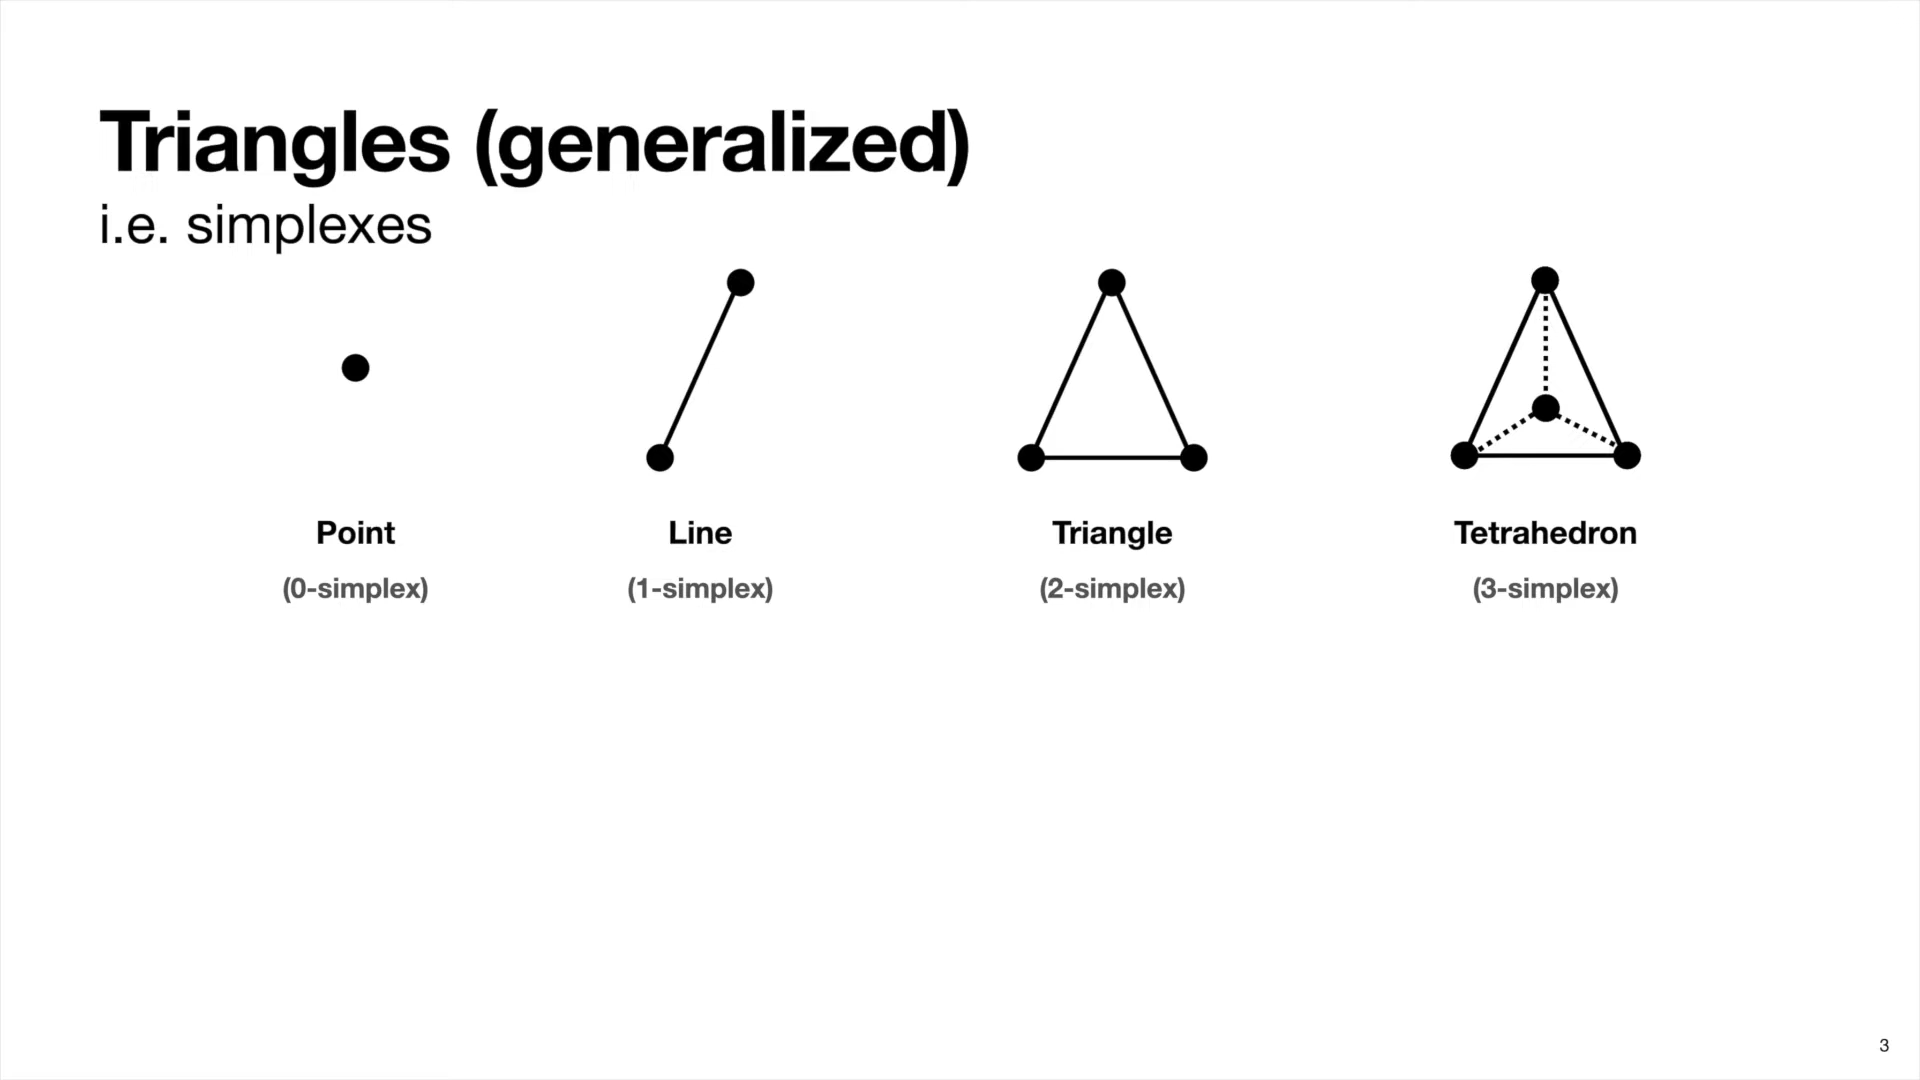 Triangles (generalized)
i.e. simplexes
Point
Line
Triangle
Tetrahedron
(0-simplex)
(1-simplex)
(2-simplex)
(3-simplex)
3